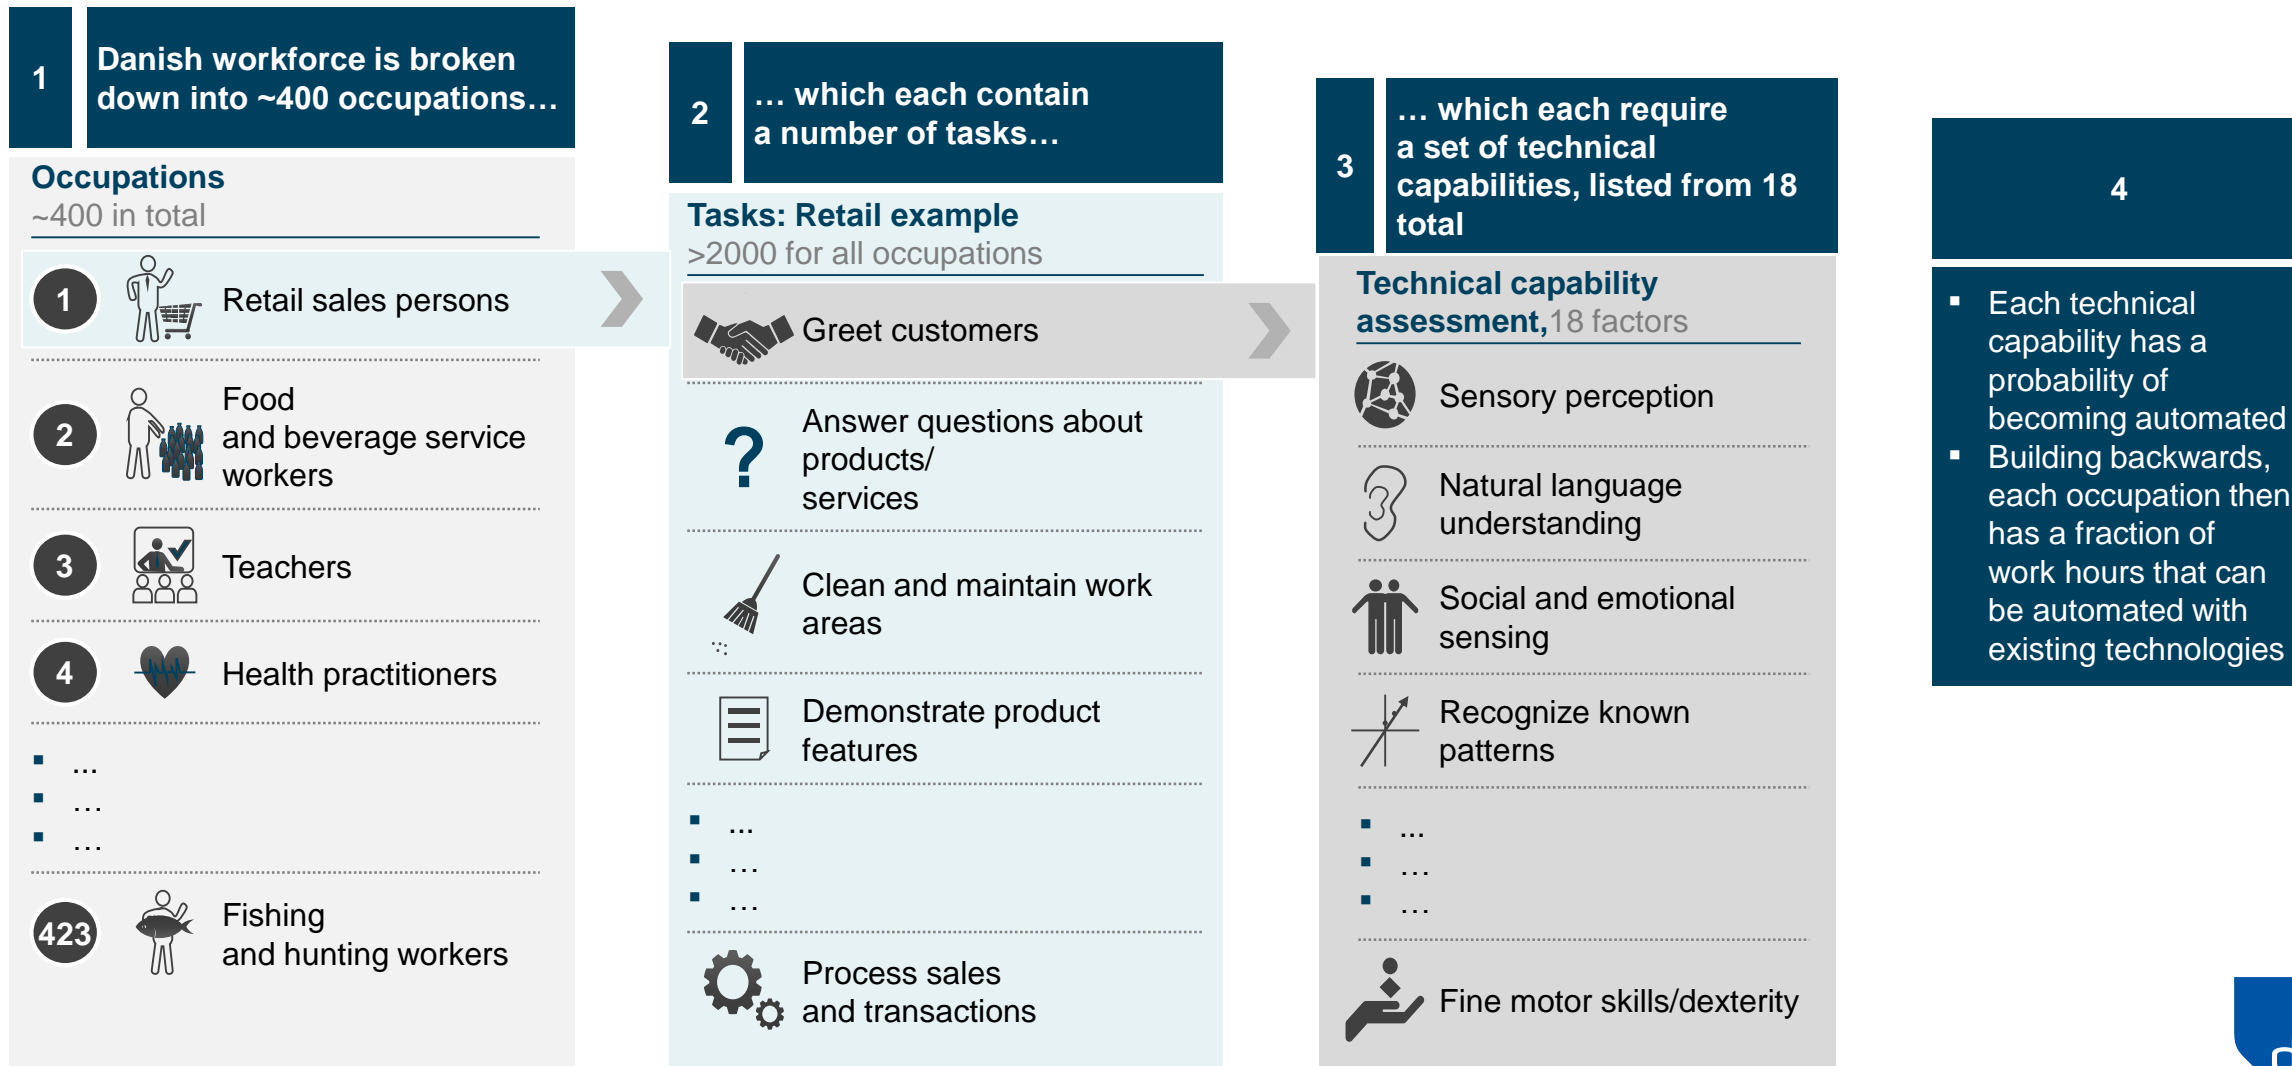 1
Danish workforce is broken
down into ~400 occupations…
Occupations
~400 in total
1
Retail sales persons
2
Food
and beverage service
workers
3
Teachers
4
Health practitioners
▪ ...
▪ …
▪ …
423
Fishing
and hunting workers
2
… which each contain
a number of tasks…
Tasks: Retail example
>2000 for all occupations
Greet customers
?
Answer questions about
products/
services
Clean and maintain work
areas
Demonstrate product
features
▪ ...
▪ …
▪ …
Process sales
and transactions
3
… which each require
a set of technical
capabilities, listed from 18
total
Technical capability
assessment,18 factors
Sensory perception
Natural language
understanding
Social and emotional
sensing
Recognize known
patterns
▪ ...
▪ …
▪ …
Fine motor skills/dexterity
4
▪ Each technical
capability has a
probability of
becoming automated
▪ Building backwards,
each occupation then
has a fraction of
work hours that can
be automated with
existing technologies